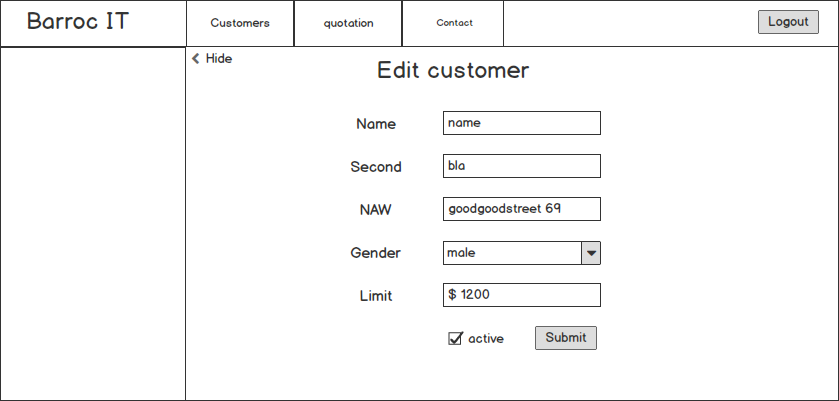 Barroc IT
Customers
quotation
Contact
Logout
Hide
Edit customer
Name
name
Second
bla
NAW
goodgoodstreet 69
Gender
male
Limit
$ 1200
active
Submit